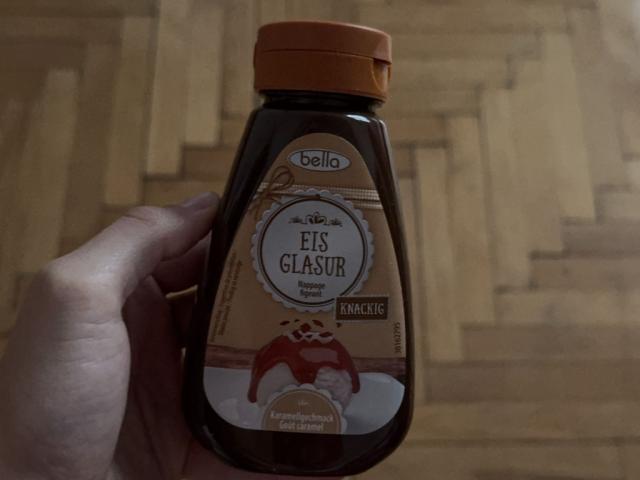 bella
EIS
GLASUR
Nappage
figeant
KNACKIG
Karamellgeschmack
Goût caramel